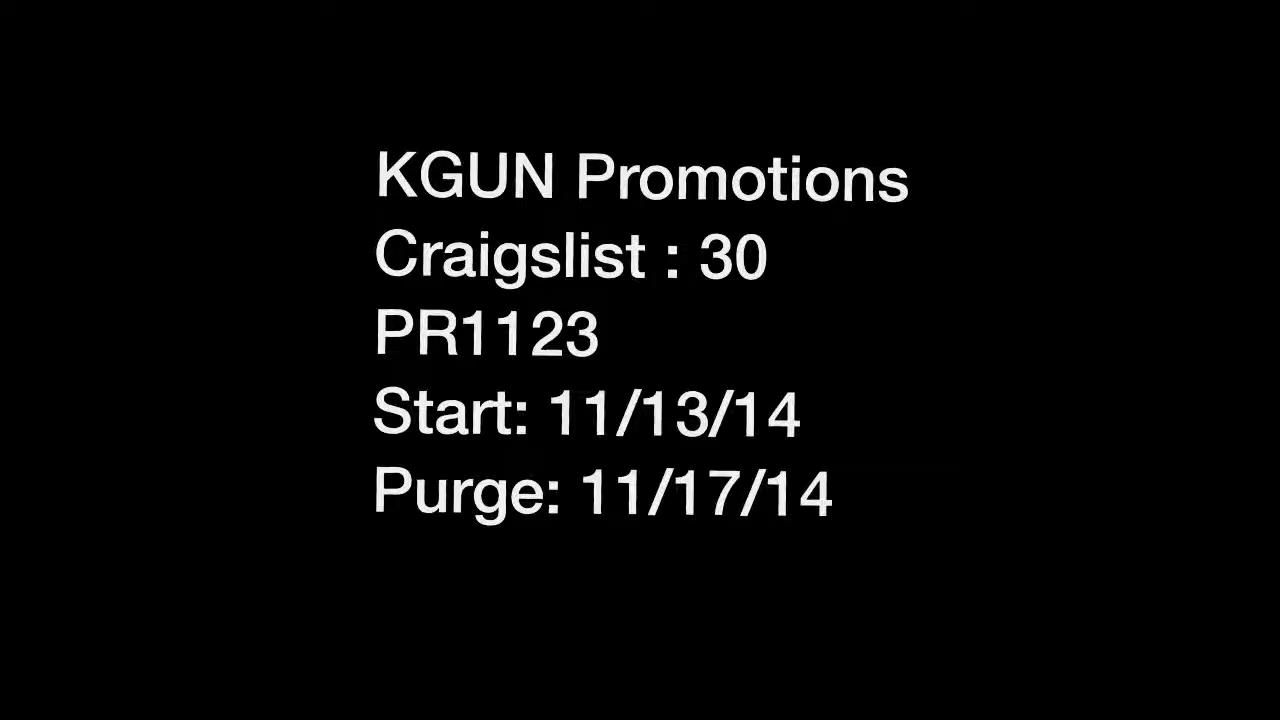 KGUN Promotions
Craigslist : 30
PR1123
Start: 11/13/14
Purge: 11/17/14